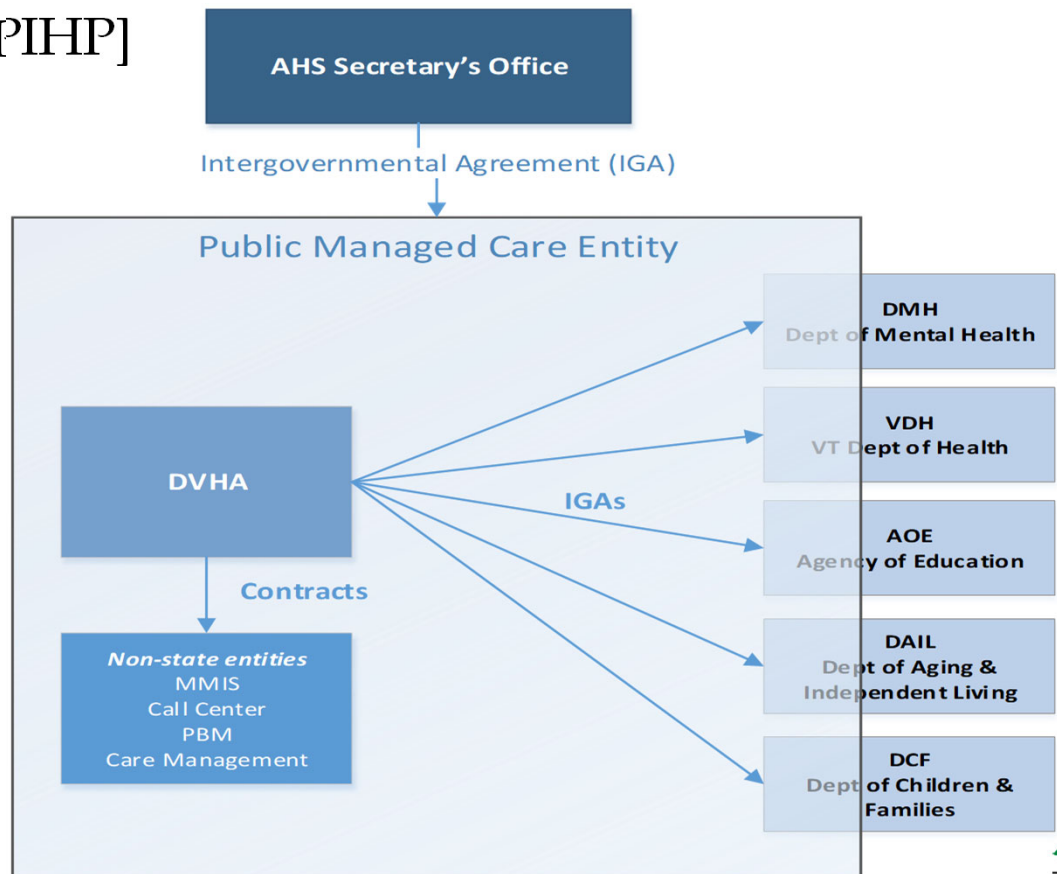 PIHP]
AHS Secretary's Office
Intergovernmental Agreement (IGA)
Public Managed Care Entity
DMH
Dept of Mental Health
VDH
VT Dept of Health
DVHA
IGAs
AOE
Agency of Education
Contracts
Non-state entities
MMIS
Call Center
PBM
Care Management
DAIL
Dept of Aging &
Independent Living
DCF
Dept of Children &
Families